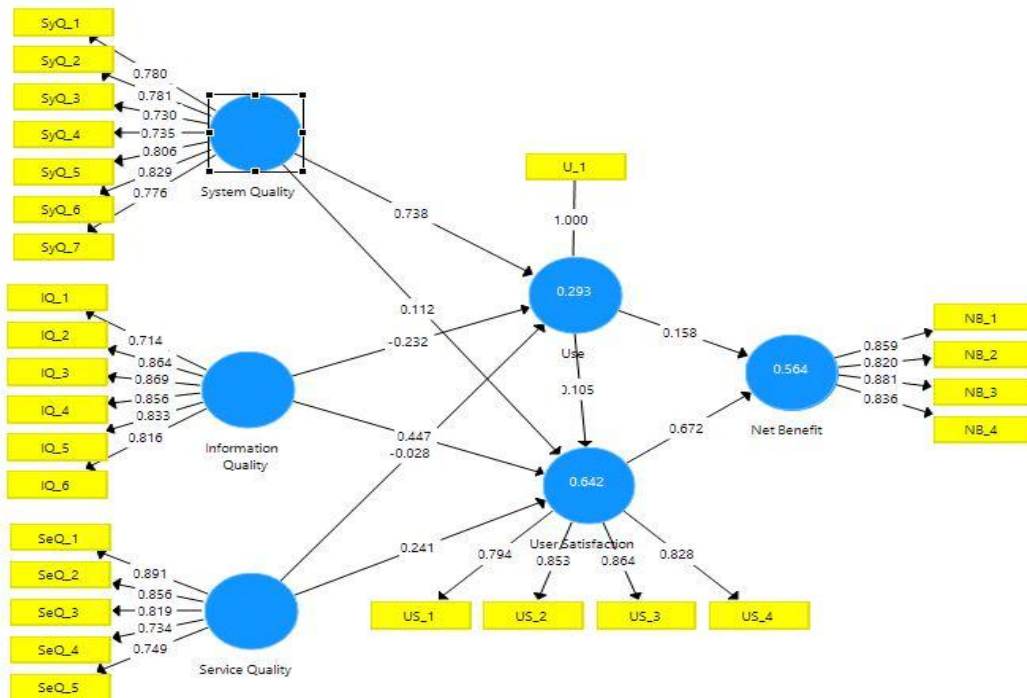 SyQ_1
SyQ_2
SyQ_3
SyQ_4
SyQ_5
SyQ_6
SyQ_7
0.780
0.781
0.730
0.735
0.806
0.829
0.776
System Quality
IQ_1
IQ_2
IQ_3
IQ_4
IQ_5
IQ_6
0.714
0.864
0.869
0.856
0.833
0.816
Information
Quality
SeQ_1
SeQ_2
SeQ_3
SeQ_4
SeQ_5
0.891
0.856
0.819
0.734
0.749
Service Quality
0.738
0.112
-0.232
0.447
-0.028
0.241
U_1
1.000
0.293
Use
0.105
0.642
User Satisfaction
0.794
0.853
0.864
0.828
US_1
US_2
US_3
US_4
0.158
0.672
0.564
Net Benefit
0.859
0.820
0.881
0.836
NB_1
NB_2
NB_3
NB_4